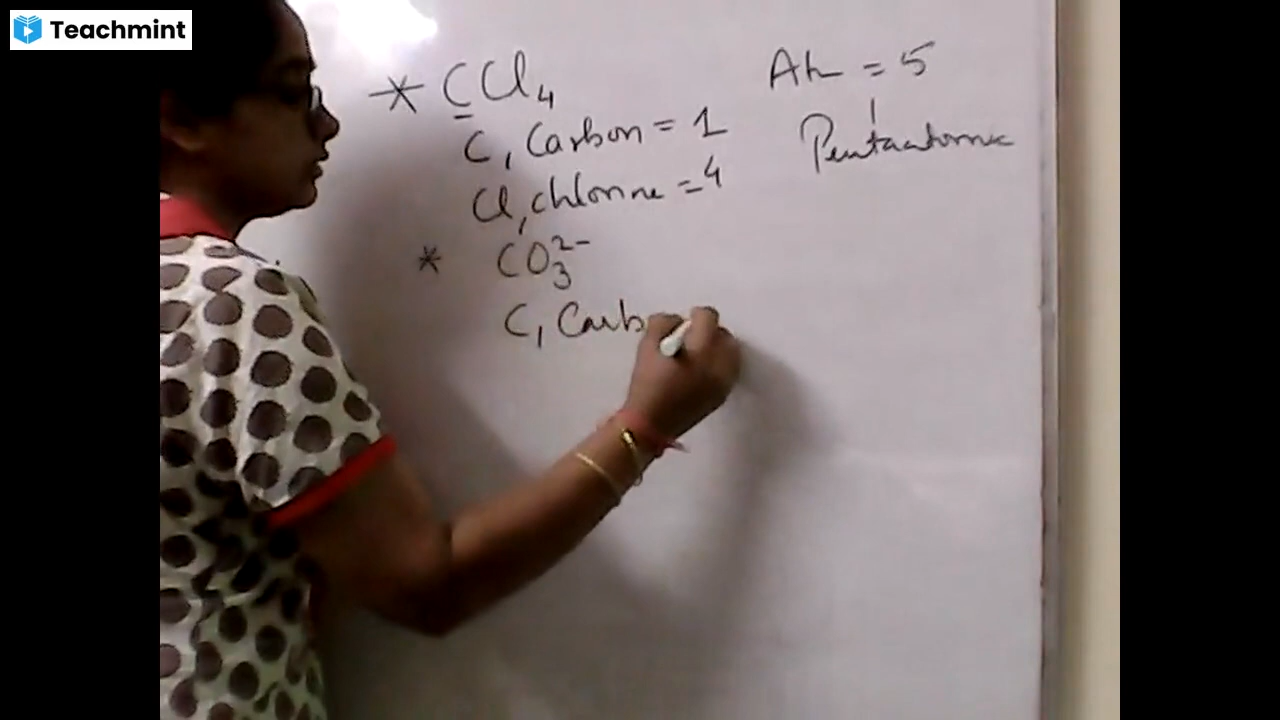 Teachmint
* CCl₄
At = 5
C, Carbon = 1
Pentaatomic
Cl, chlorine = 4
* CO₃²⁻
C, Carb